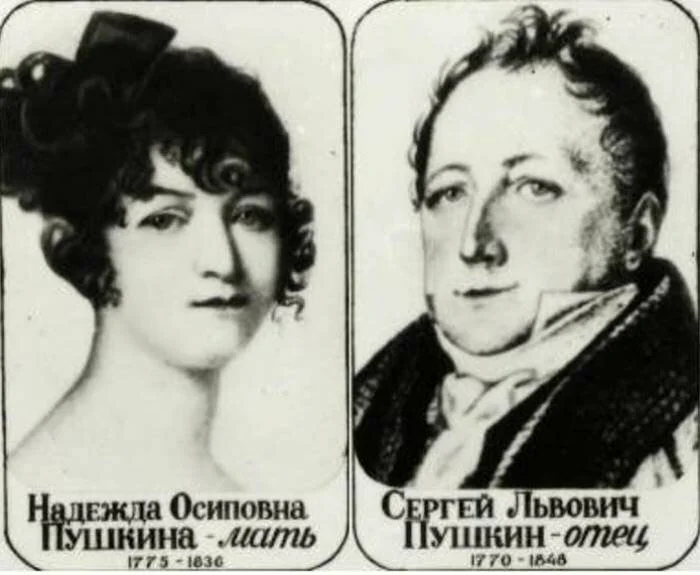 Надежда Осиповна
Пушкина - мать
1775 - 1836
Сергей Львович
Пушкин - отец
1770 - 1848